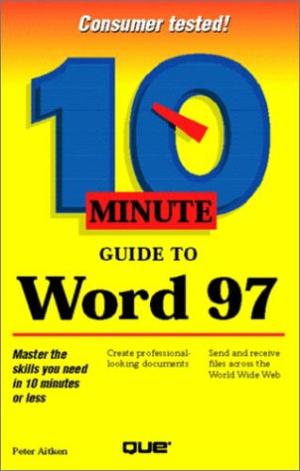 Consumer tested!
10
MINUTE
GUIDE TO
Word 97
Master the
skills you need
in 10 minutes
or less
Create professional-
looking documents
Send and receive
files across the
World Wide Web
Peter Aitken
QUE